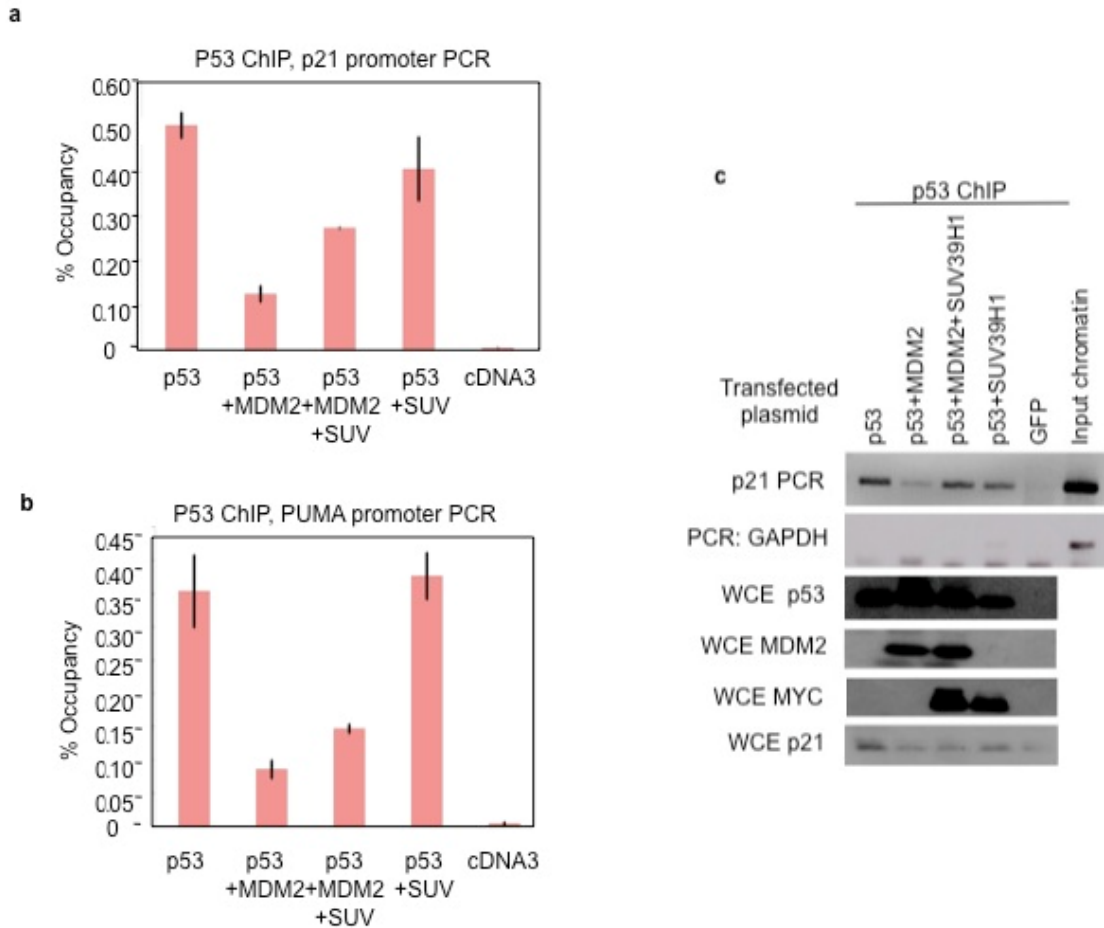 a
P53 ChIP, p21 promoter PCR
0.60
0.50
0.40
0.30
0.20
0.10
0
% Occupancy
p53 p53 p53 p53 cDNA3
+MDM2+MDM2 +SUV
+SUV
b
P53 ChIP, PUMA promoter PCR
0.45
0.40
0.35
0.30
0.25
0.20
0.15
0.10
0.05
0
% Occupancy
p53 p53 p53 p53 cDNA3
+MDM2+MDM2 +SUV
+SUV
c
p53 ChIP
Transfected
plasmid
p53
p53+MDM2
p53+MDM2+SUV39H1
p53+SUV39H1
GFP
Input chromatin
p21 PCR
PCR: GAPDH
WCE p53
WCE MDM2
WCE MYC
WCE p21